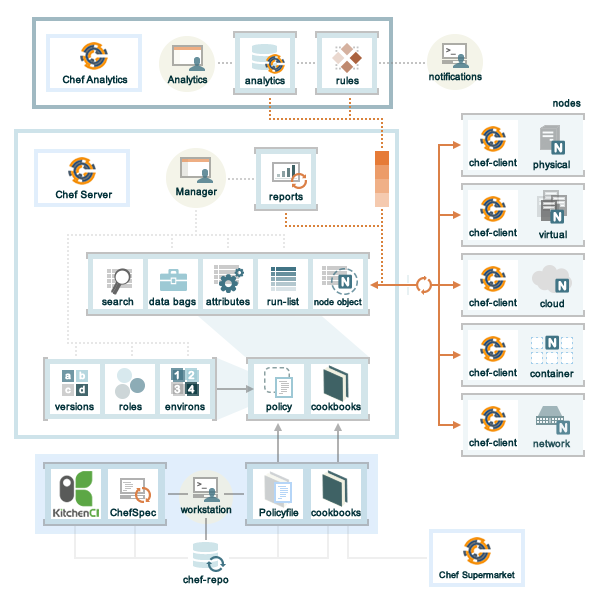 Chef Analytics
Analytics
analytics
rules
notifications
nodes
chef-client
N
physical
Chef Server
Manager
reports
chef-client
N
virtual
search
data bags
attributes
run-list
N
node object
chef-client
N
cloud
chef-client
N
container
a b
c d
versions
roles
1 2
3 4
environs
policy
cookbooks
chef-client
N
network
KitchenCI
ChefSpec
>_
workstation
Policyfile
cookbooks
chef-repo
Chef Supermarket